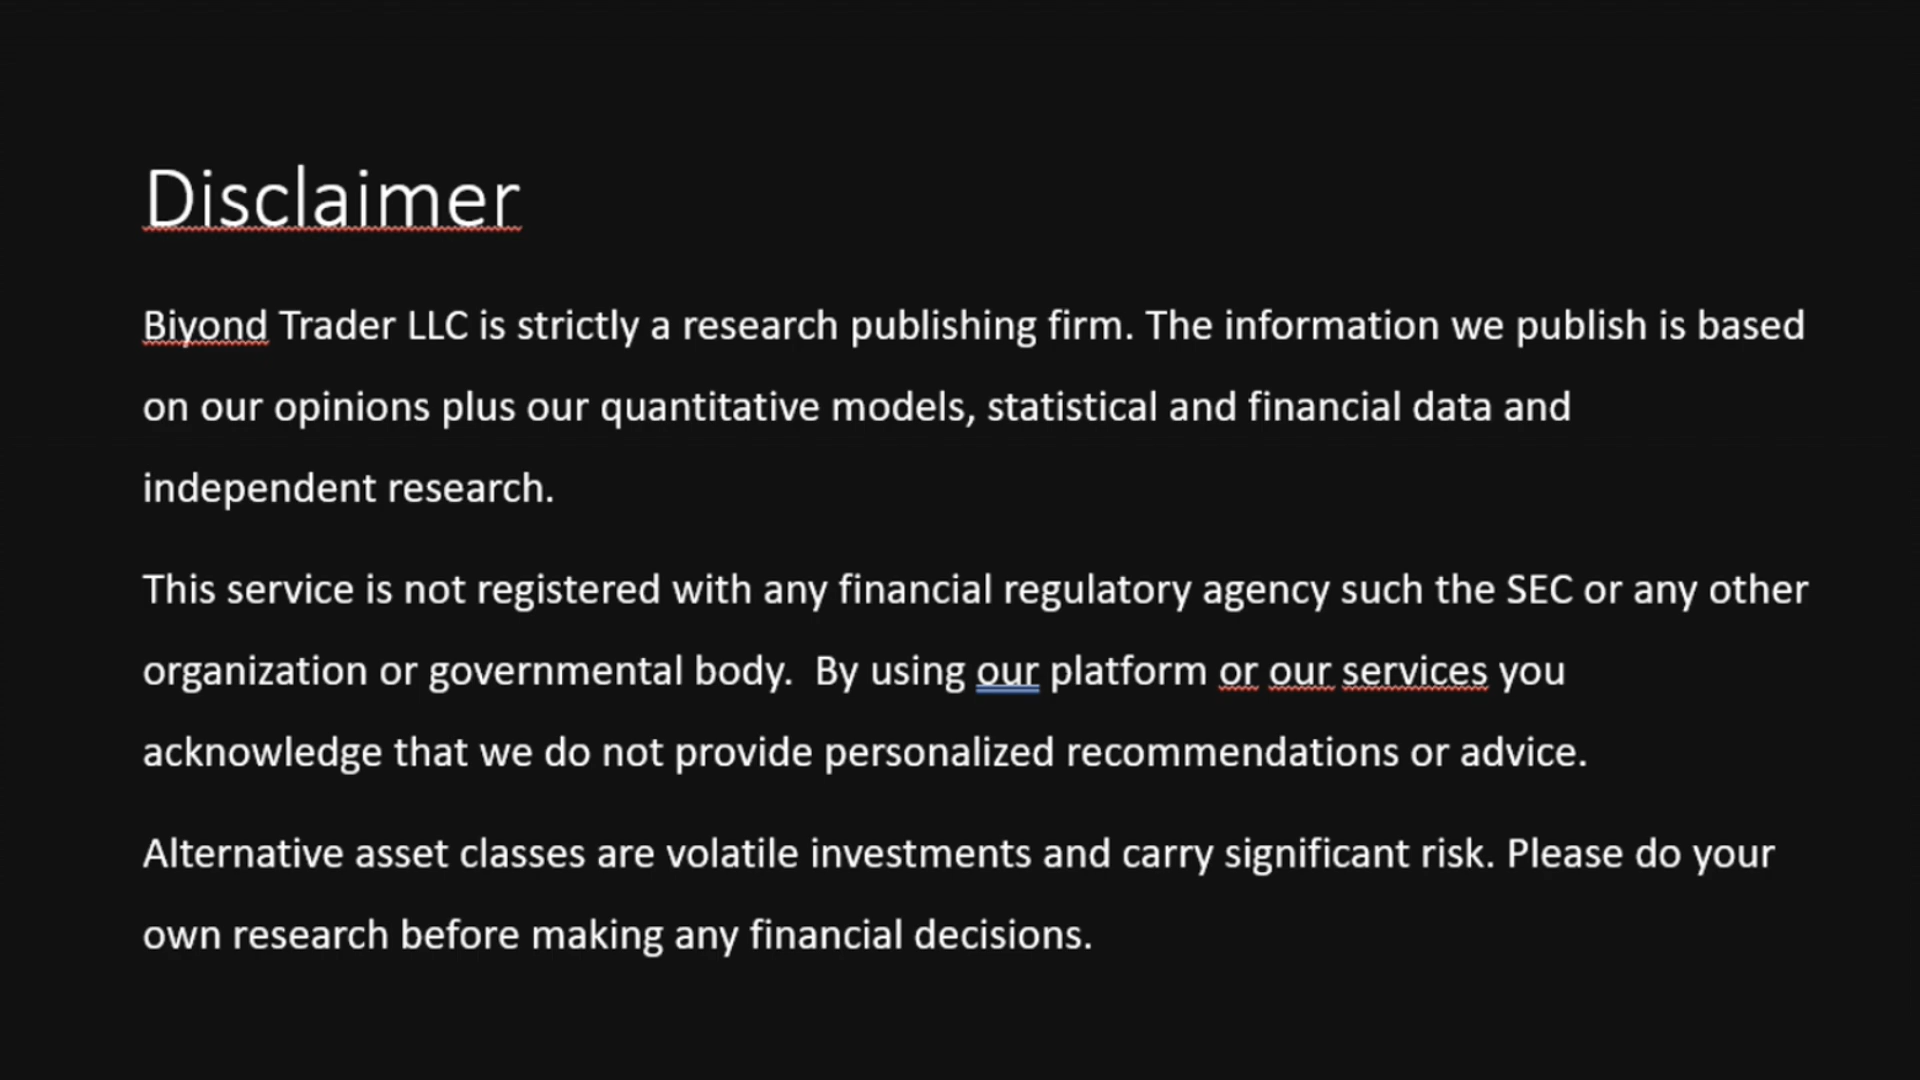 Disclaimer
Biyond Trader LLC is strictly a research publishing firm. The information we publish is based
on our opinions plus our quantitative models, statistical and financial data and
independent research.
This service is not registered with any financial regulatory agency such the SEC or any other
organization or governmental body.  By using our platform or our services you
acknowledge that we do not provide personalized recommendations or advice.
Alternative asset classes are volatile investments and carry significant risk. Please do your
own research before making any financial decisions.